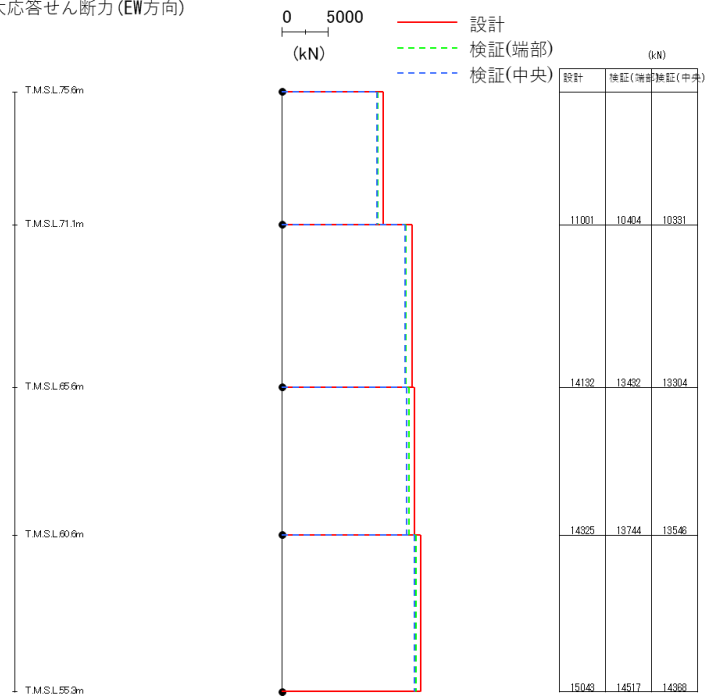 大応答せん断力(EW方向)
0 5000
(kN)
設計
検証(端部)
検証(中央)
(kN)
設計 検証(端部) 検証(中央)
T.M.S.L.75.6m
T.M.S.L.71.1m
11001 10404 10331
T.M.S.L.65.6m
14132 13432 13304
T.M.S.L.60.6m
14325 13744 13546
T.M.S.L.55.3m
15043 14517 14368